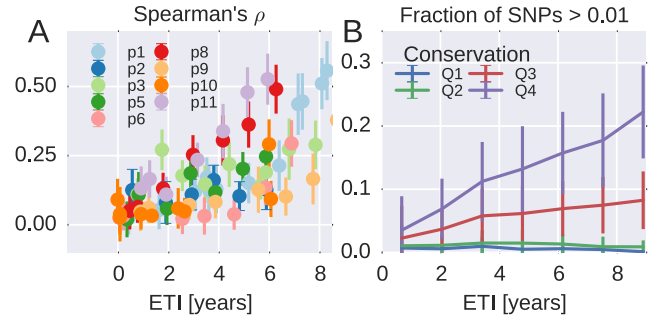 A
Spearman's ρ
p1 p8
p2 p9
p3 p10
p5 p11
p6
0.50
0.25
0.00
0 2 4 6 8
ETI [years]
B
Fraction of SNPs > 0.01
Conservation
Q1 Q3
Q2 Q4
0.3
0.2
0.1
0.0
2 4 6 8
ETI [years]